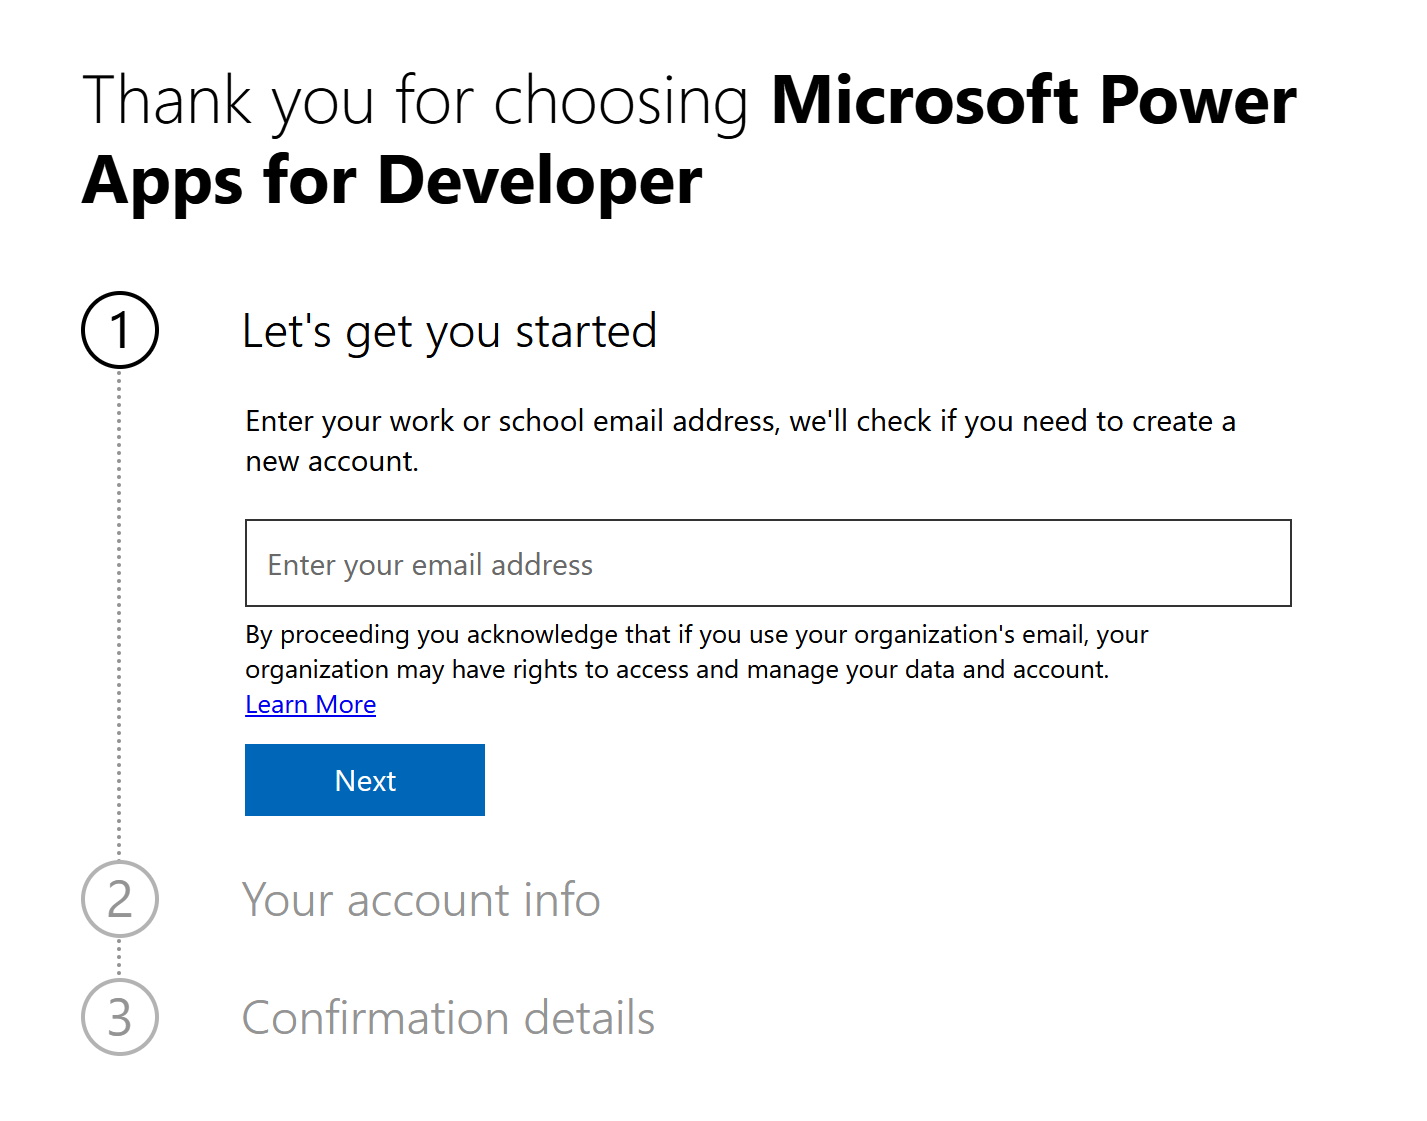 Thank you for choosing Microsoft Power
Apps for Developer
1
Let's get you started
Enter your work or school email address, we'll check if you need to create a
new account.
Enter your email address
By proceeding you acknowledge that if you use your organization's email, your
organization may have rights to access and manage your data and account.
Learn More
Next
2
Your account info
3
Confirmation details